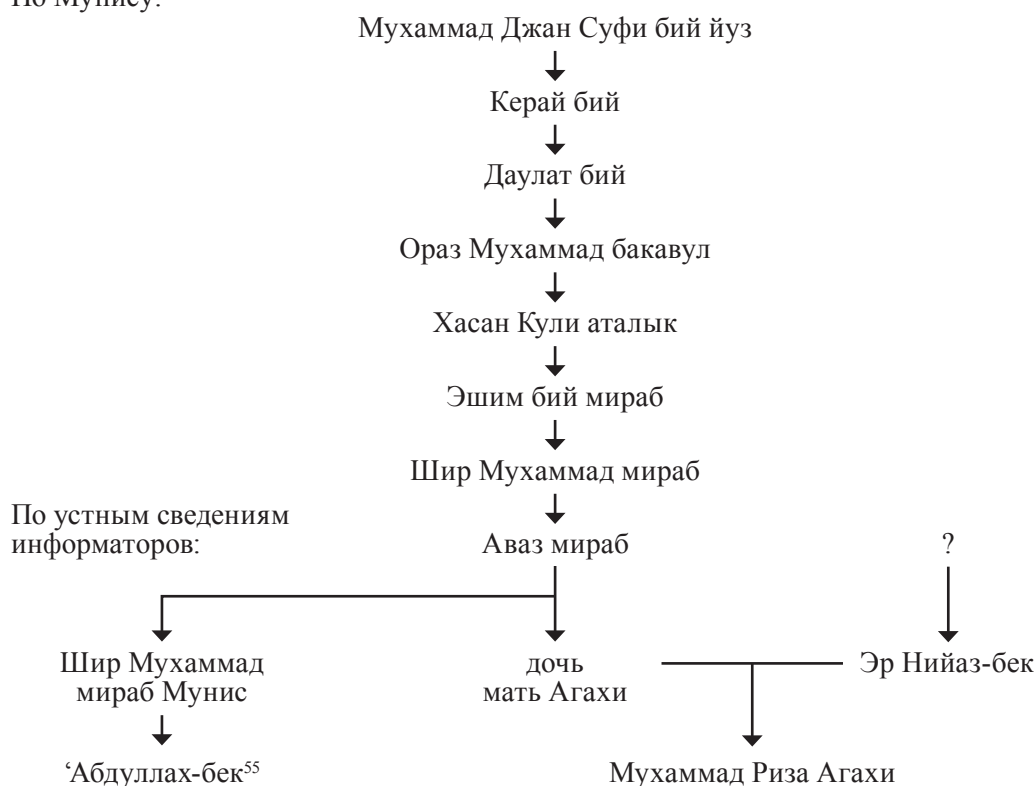 По Мунису:
Мухаммад Джан Суфи бий йуз
Керай бий
Даулат бий
Ораз Мухаммад бакавул
Хасан Кули аталык
Эшим бий мираб
Шир Мухаммад мираб
По устным сведениям
информаторов:
Аваз мираб
?
Шир Мухаммад
мираб Мунис
дочь
мать Агахи
Эр Нийаз-бек
‘Абдуллах-бек⁵⁵
Мухаммад Риза Агахи